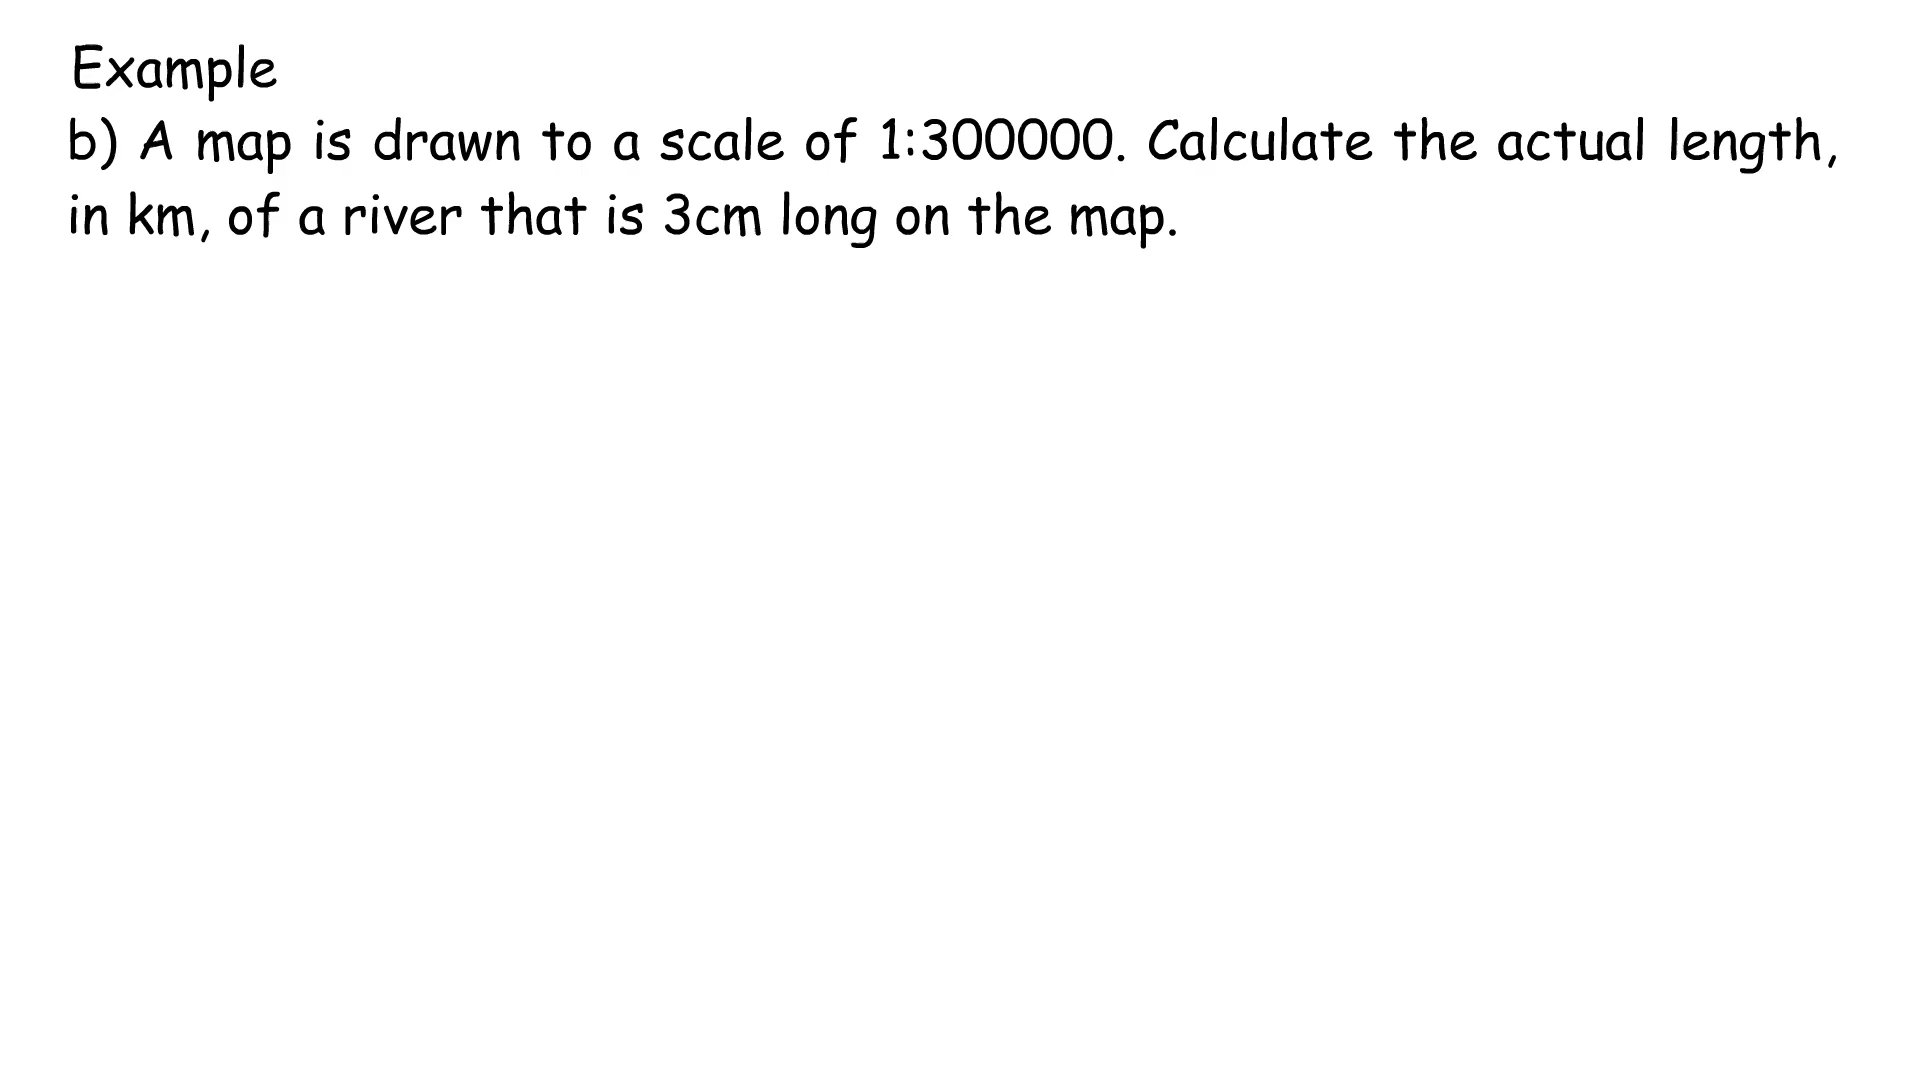 Example
b) A map is drawn to a scale of 1:300000. Calculate the actual length,
in km, of a river that is 3cm long on the map.